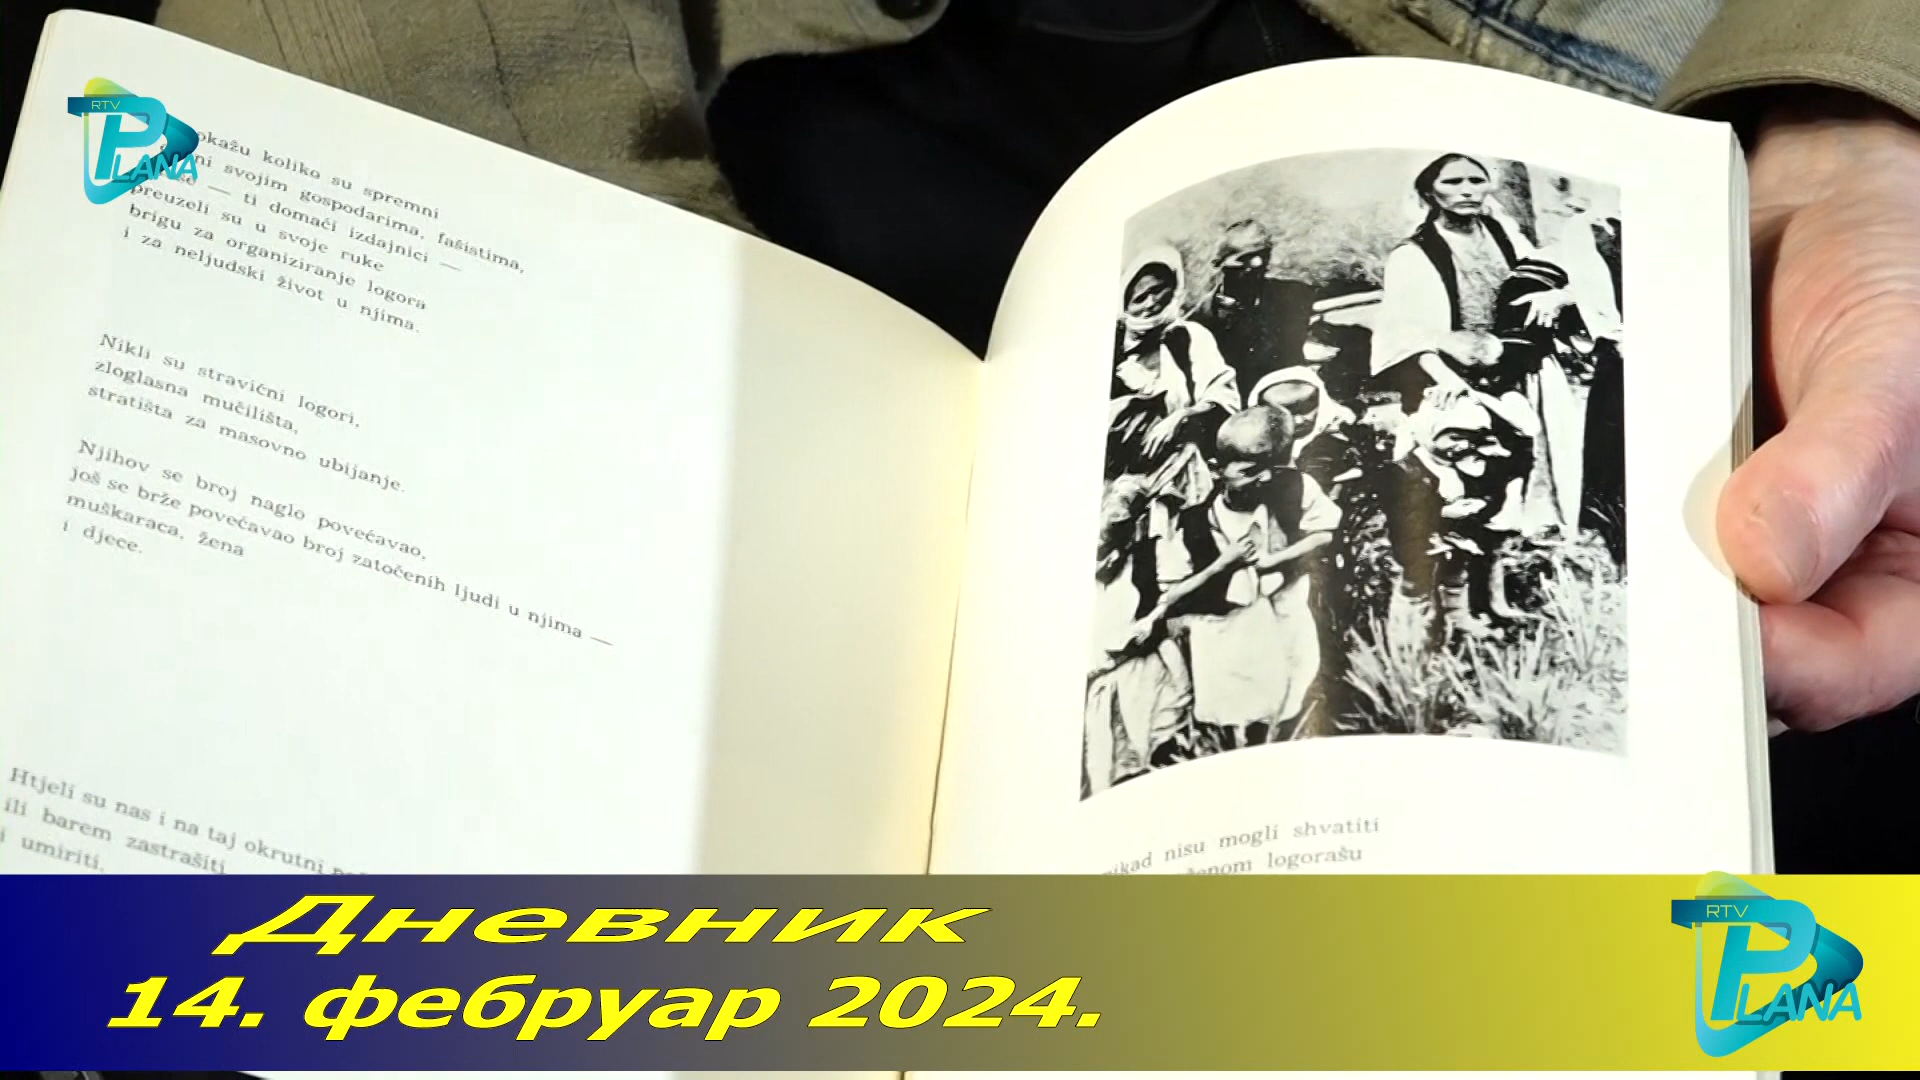 RTV
PLANA
okažu koliko su spremni
svojim gospodarima, fašistima,
— ti domaći izdajnici —
preuzeli su u svoje ruke
brigu za organiziranje logora
i za neljudski život u njima.
Nikli su stravični logori,
zloglasna mučilišta,
stratišta za masovno ubijanje.
Njihov se broj naglo povećavao,
još se brže povećavao broj zatočenih ljudi u njima —
muškaraca, žena
i djece.
Htjeli su nas i na taj okrutni
ili barem zastrašiti
i umiriti.
nisu mogli shvatiti
logorašu
Дневник
14. фебруар 2024.
RTV
PLANA